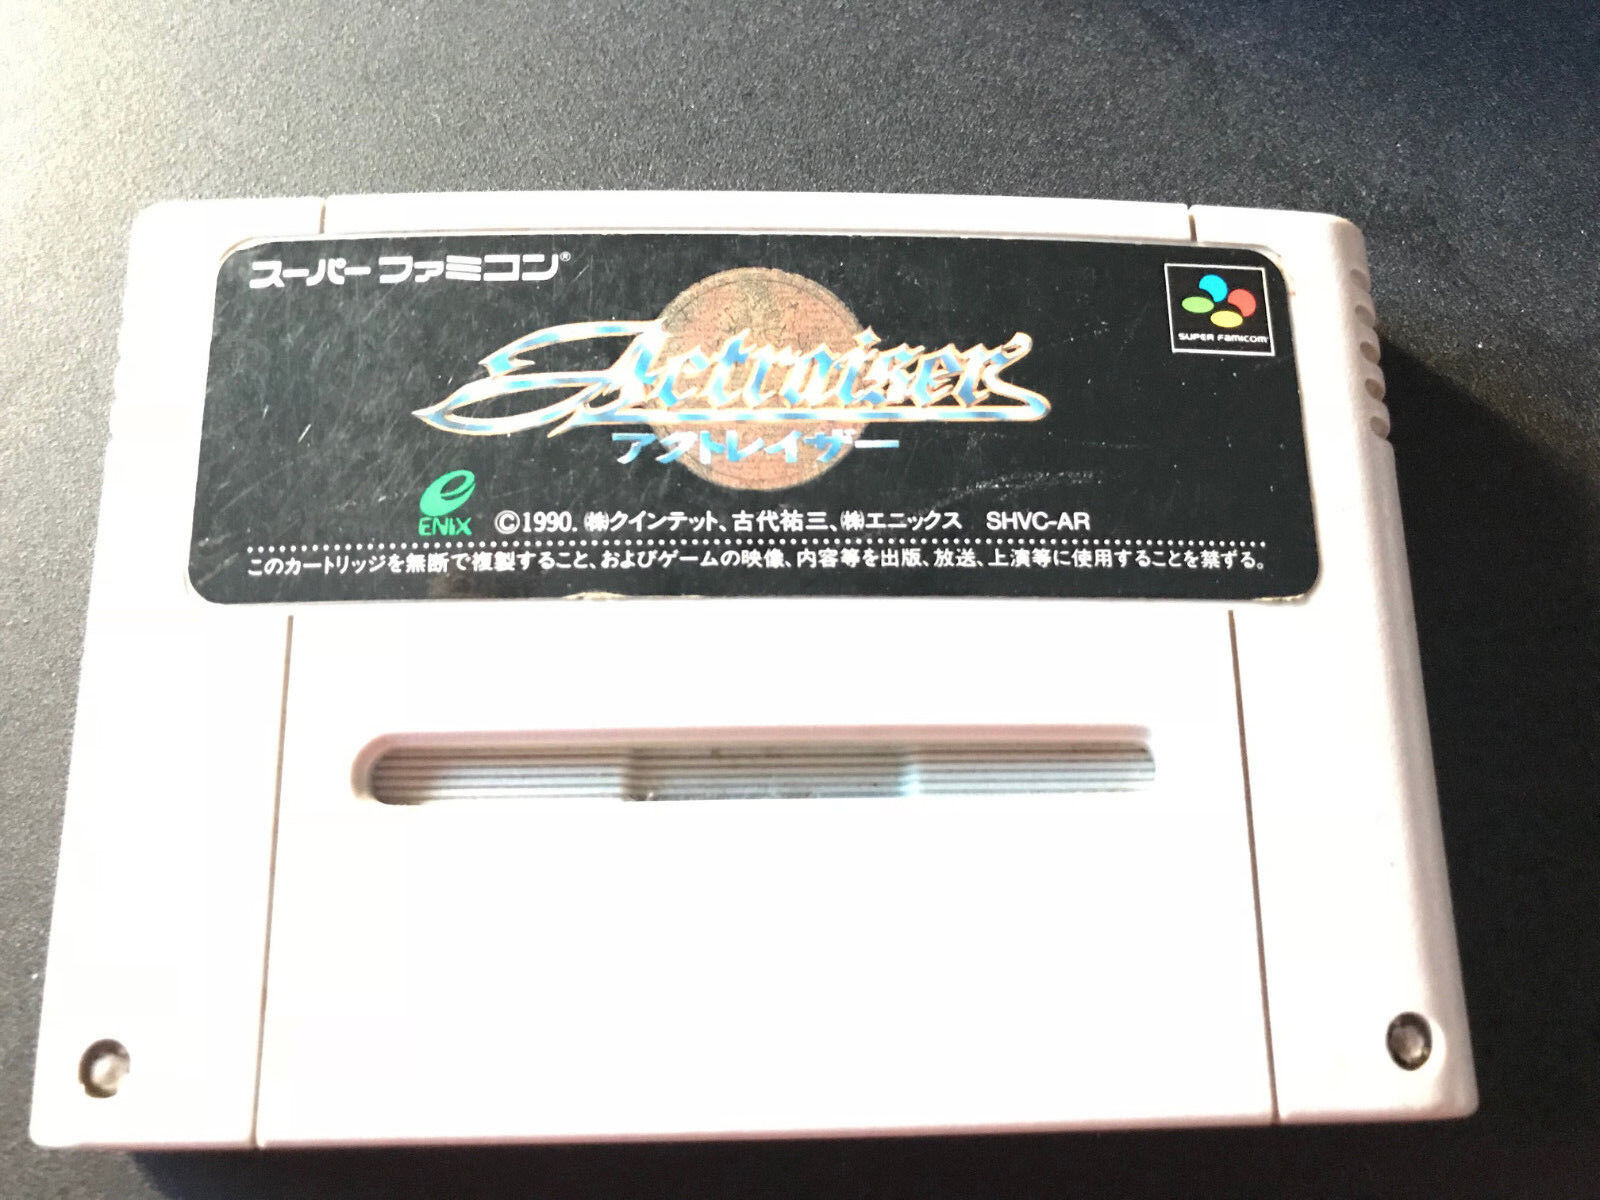 スーパーファミコン®
SUPER FAMICOM
Actraiser
アクトレイザー
ENIX
©1990. ㈱クインテット、古代祐三、㈱エニックス SHVC-AR
このカートリッジを無断で複製すること、およびゲームの映像、内容等を出版、放送、上演等に使用することを禁ずる。